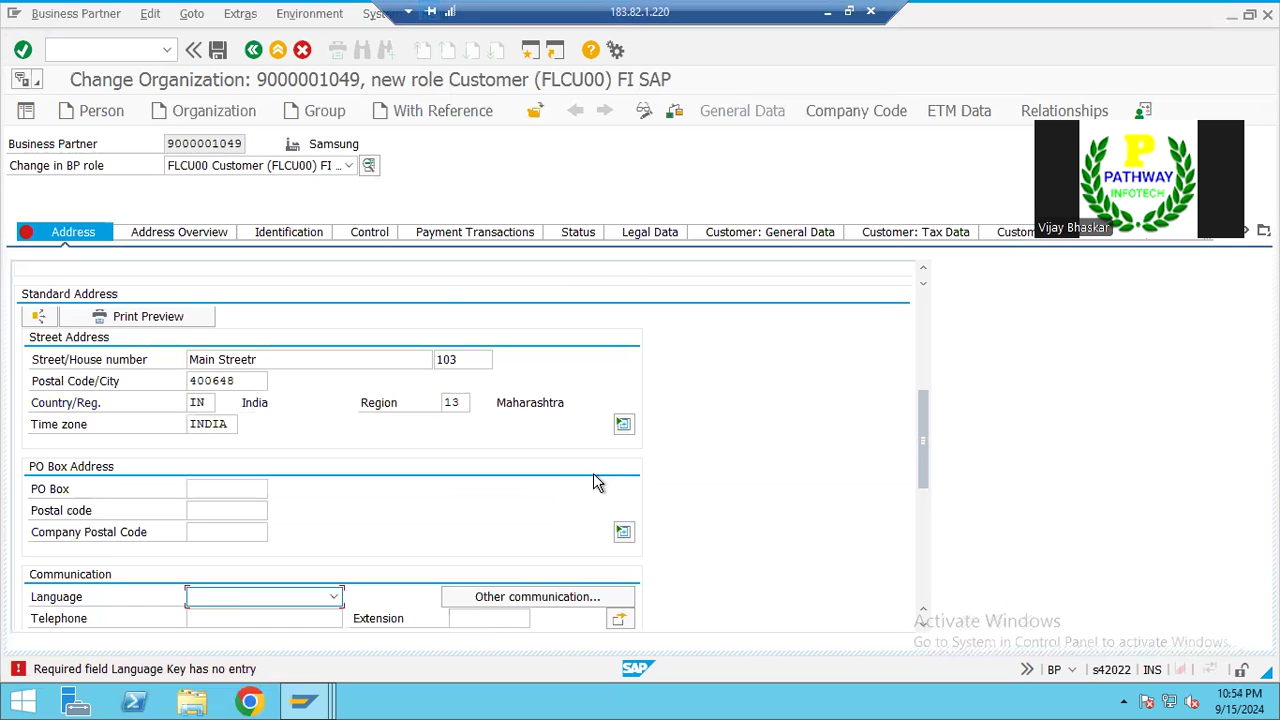 183.82.1.220
Business Partner Edit Goto Extras Environment
Change Organization: 9000001049, new role Customer (FLCU00) FI SAP
Person Organization Group With Reference General Data Company Code ETM Data Relationships
Business Partner 9000001049 Samsung
Change in BP role FLCU00 Customer (FLCU00) FI ...
P
PATHWAY
INFOTECH
Vijay Bhaskar
Address Address Overview Identification Control Payment Transactions Status Legal Data Customer: General Data Customer: Tax Data
Standard Address
Print Preview
Street Address
Street/House number Main Streetr 103
Postal Code/City 400648
Country/Reg. IN India Region 13 Maharashtra
Time zone INDIA
PO Box Address
PO Box
Postal code
Company Postal Code
Communication
Language Other communication...
Telephone Extension
Activate Windows
Go to System in Control Panel to activate Windows.
Required field Language Key has no entry SAP BP s42022 INS
10:54 PM
9/15/2024